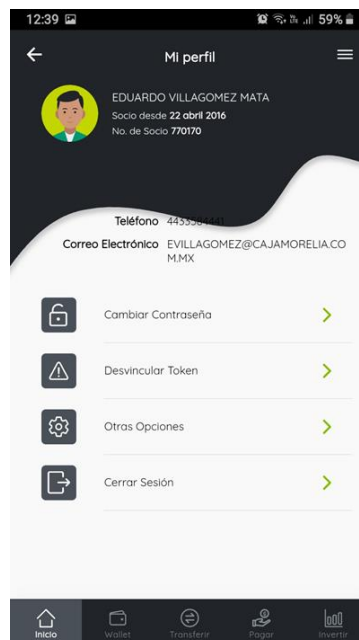 12:39
59%
Mi perfil
EDUARDO VILLAGOMEZ MATA
Socio desde 22 abril 2016
No. de Socio 770170
Teléfono 4433584441
Correo Electrónico EVILLAGOMEZ@CAJAMORELIA.CO
M.MX
Cambiar Contraseña
Desvincular Token
Otras Opciones
Cerrar Sesión
Inicio Wallet Transferir Pagar Invertir